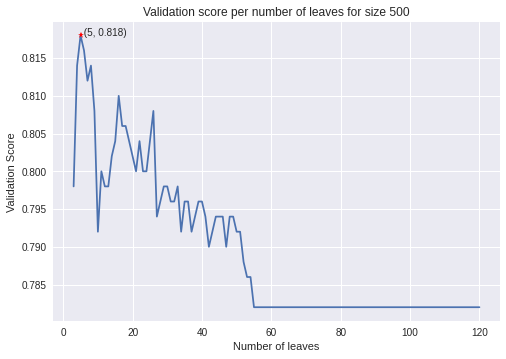 Validation score per number of leaves for size 500
(5, 0.818)
0.815
0.810
0.805
0.800
0.795
0.790
0.785
Validation Score
0 20 40 60 80 100 120
Number of leaves